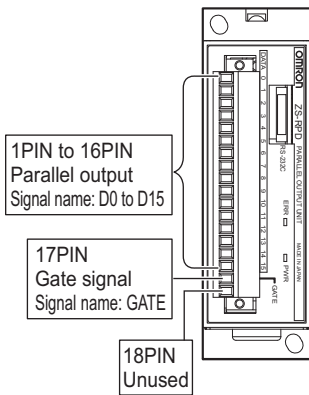 1PIN to 16PIN
Parallel output
Signal name: D0 to D15
17PIN
Gate signal
Signal name: GATE
18PIN
Unused
DATA
0
1
2
3
4
5
6
7
8
9
10
11
12
13
14
15
GATE
OMRON
ZS-RPD
PARALLEL OUTPUT UNIT
RS-232C
ERR
PWR
MADE IN JAPAN